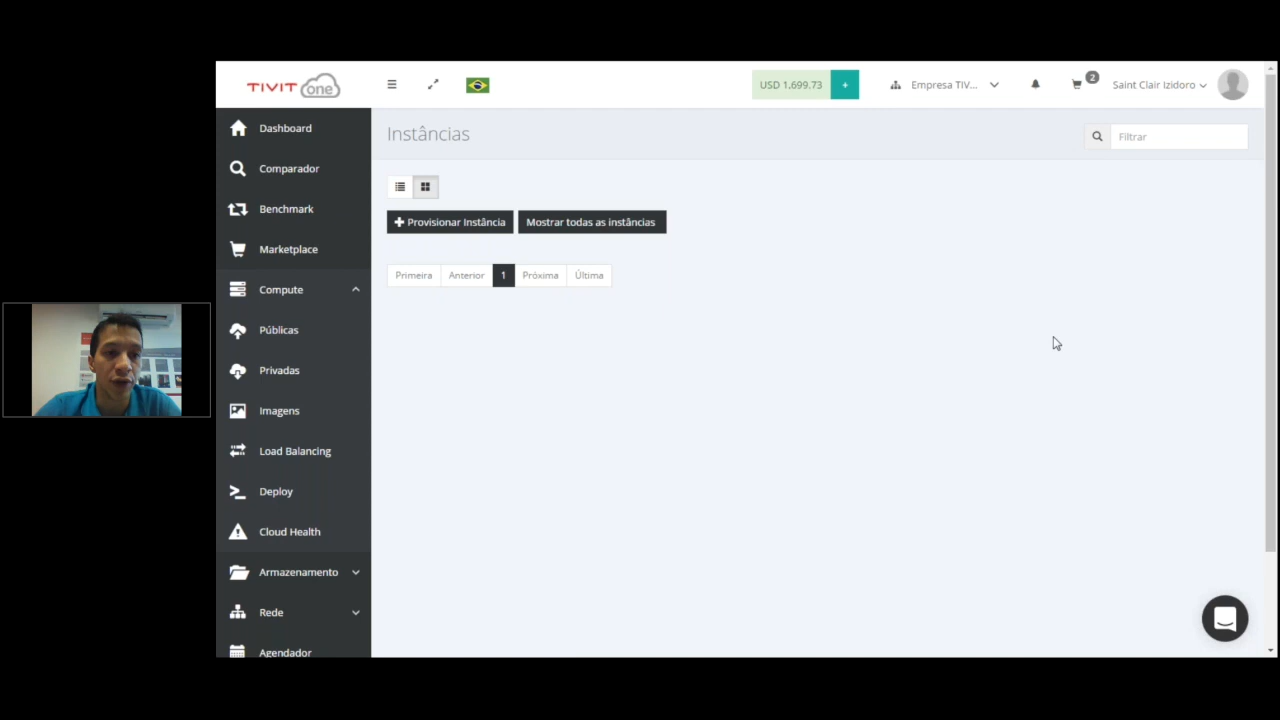 TIVIT one
USD 1,699.73
+
Empresa TIV...
2
Saint Clair Izidoro
Dashboard
Comparador
Benchmark
Marketplace
Compute
Públicas
Privadas
Imagens
Load Balancing
Deploy
Cloud Health
Armazenamento
Rede
Agendador
Instâncias
Filtrar
Provisionar Instância
Mostrar todas as instâncias
Primeira Anterior 1 Próxima Última